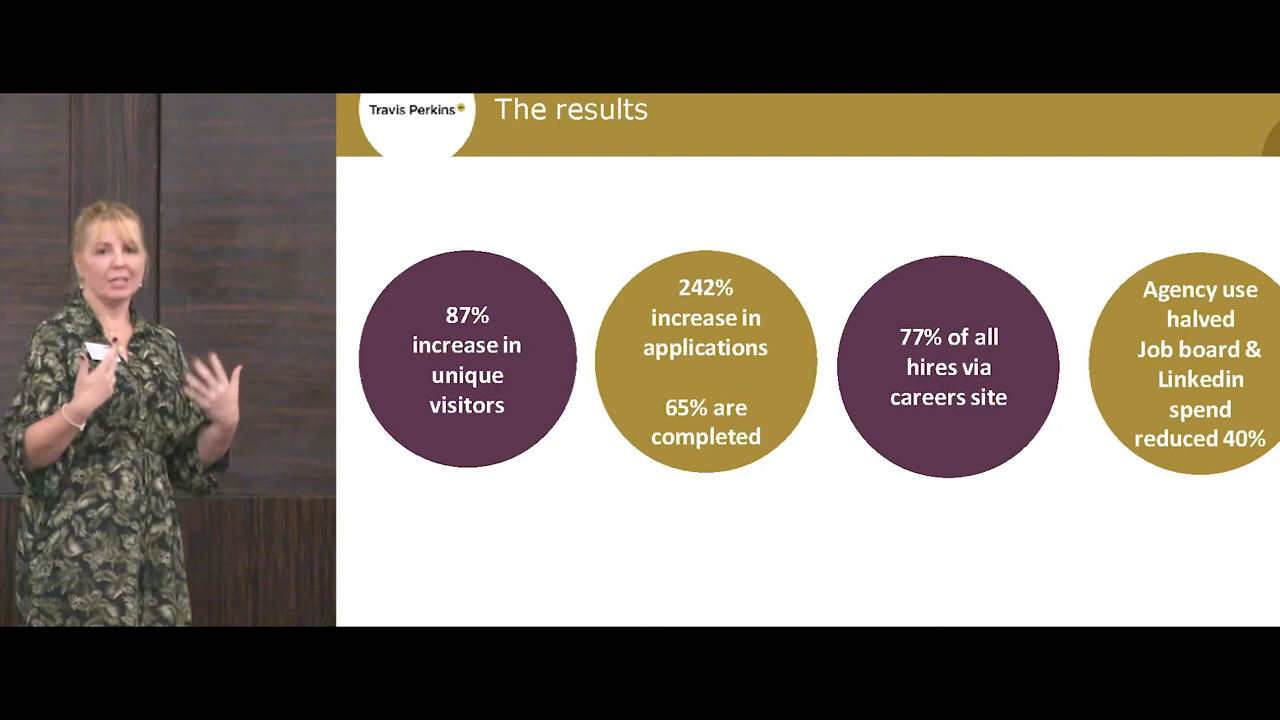 Travis Perkins
The results
87%
increase in
unique
visitors
242%
increase in
applications
65% are
completed
77% of all
hires via
careers site
Agency use
halved
Job board &
Linkedin
spend
reduced 40%